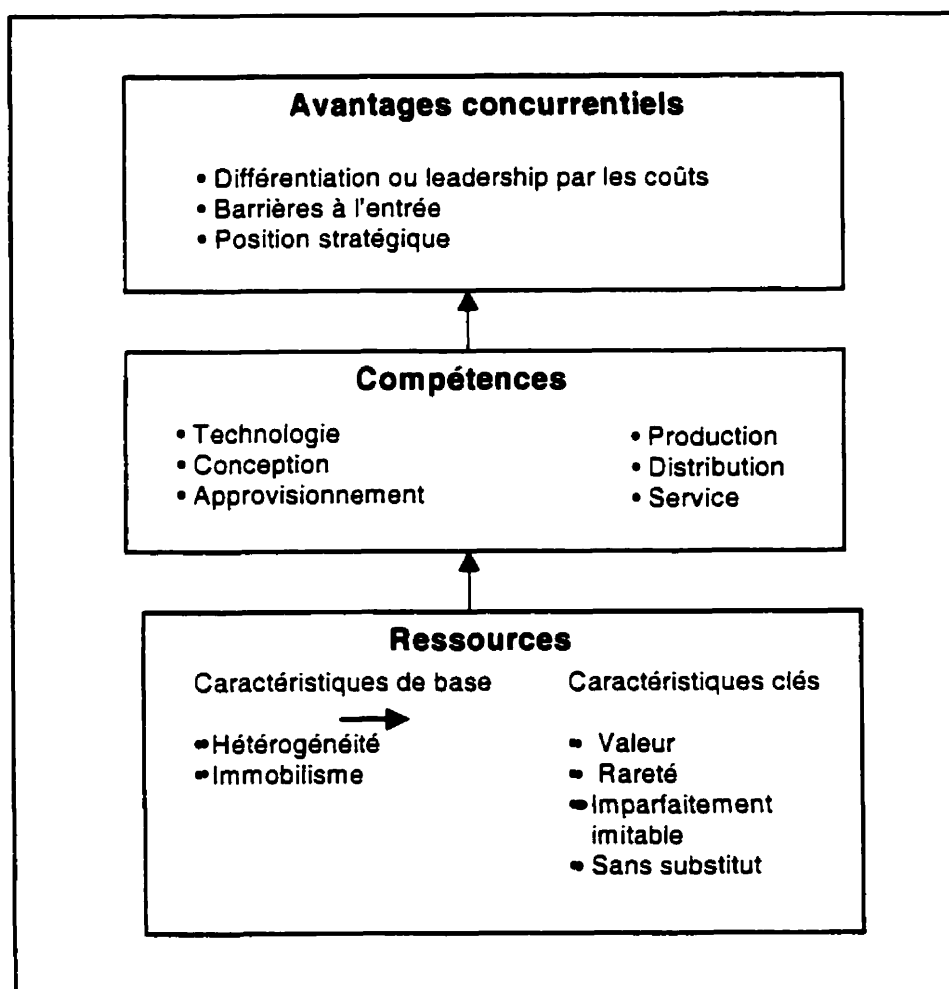 Avantages concurrentiels
• Différentiation ou leadership par les coûts
• Barrières à l'entrée
• Position stratégique
Compétences
• Technologie
• Conception
• Approvisionnement
• Production
• Distribution
• Service
Ressources
Caractéristiques de base
• Hétérogénéité
• Immobilisme
Caractéristiques clés
• Valeur
• Rareté
• Imparfaitement
imitable
• Sans substitut